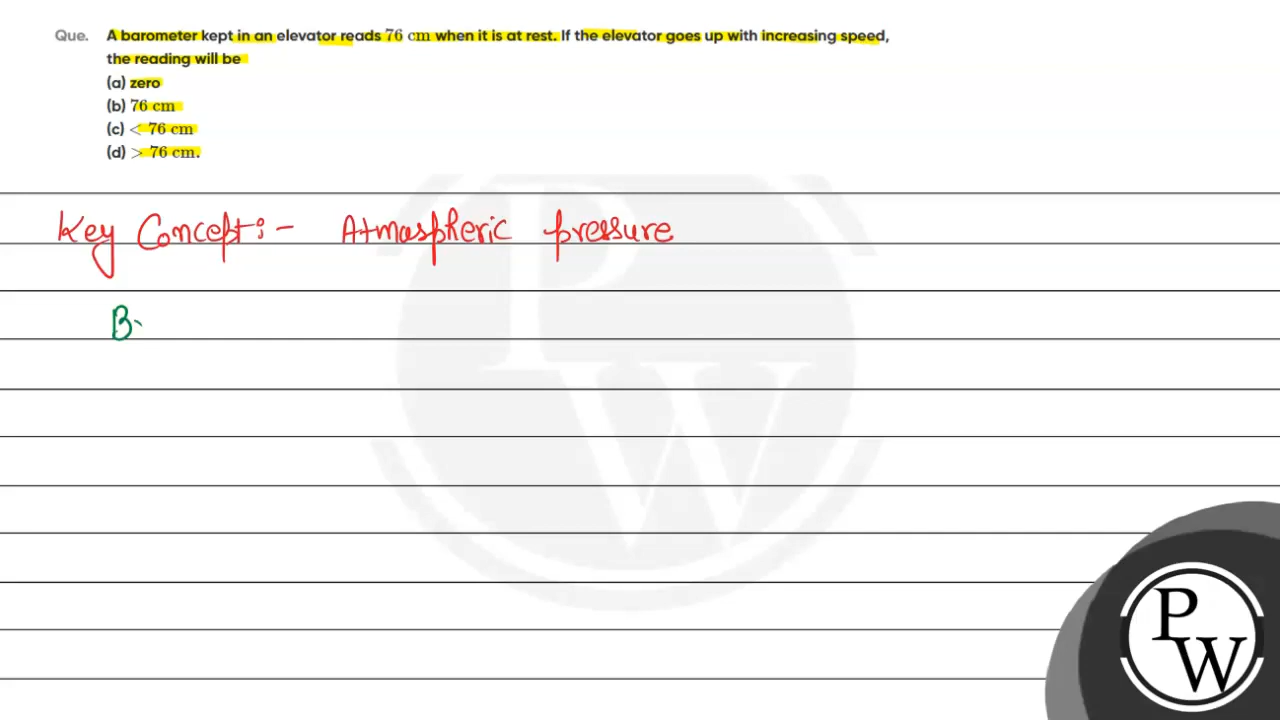 Que. A barometer kept in an elevator reads 76 cm when it is at rest. If the elevator goes up with increasing speed,
the reading will be
(a) zero
(b) 76 cm
(c) < 76 cm
(d) > 76 cm.
Key Concept:- Atmospheric pressure
B
P
W
P
W